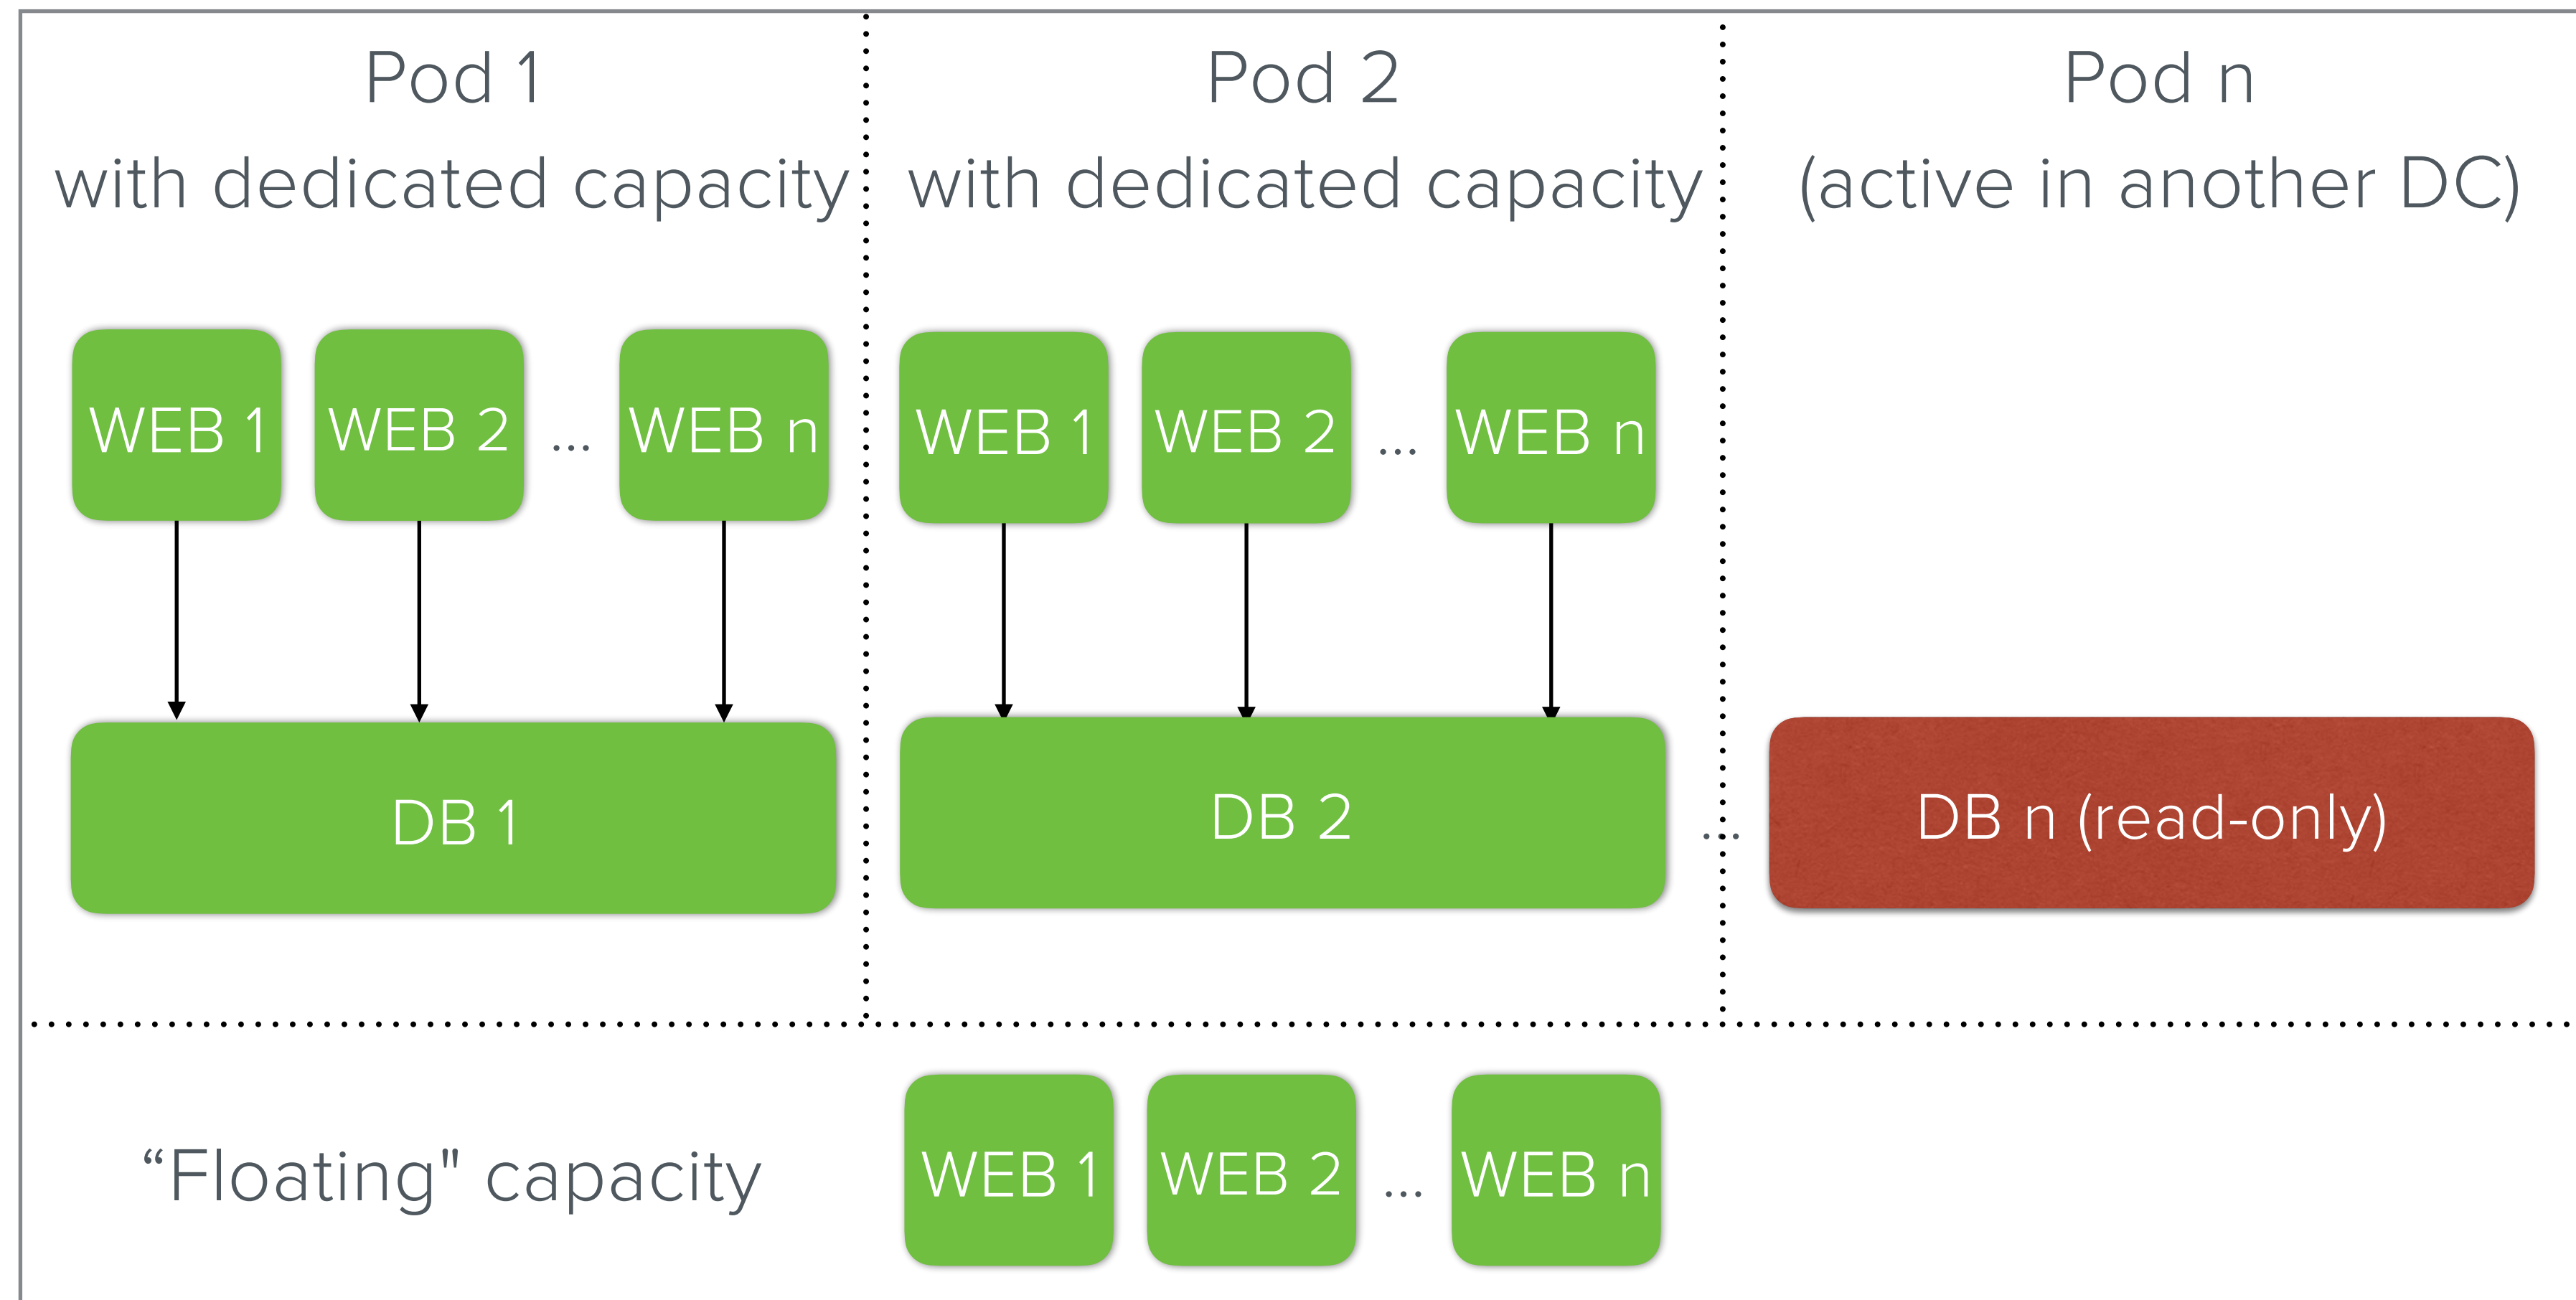 Pod 1
with dedicated capacity
Pod 2
with dedicated capacity
Pod n
(active in another DC)
WEB 1
WEB 2
...
WEB n
WEB 1
WEB 2
...
WEB n
DB 1
DB 2
...
DB n (read-only)
“Floating" capacity
WEB 1
WEB 2
...
WEB n